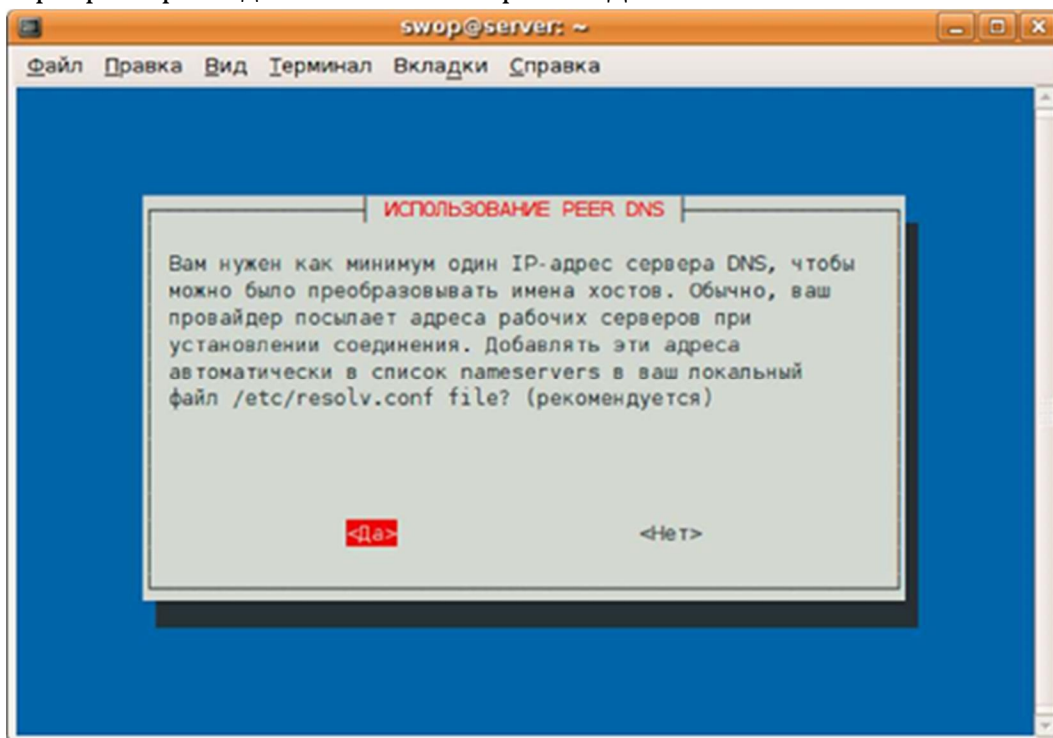 swop@server: ~
Файл Правка Вид Терминал Вкладки Справка
ИСПОЛЬЗОВАНИЕ PEER DNS
Вам нужен как минимум один IP-адрес сервера DNS, чтобы
можно было преобразовывать имена хостов. Обычно, ваш
провайдер посылает адреса рабочих серверов при
установлении соединения. Добавлять эти адреса
автоматически в список nameservers в ваш локальный
файл /etc/resolv.conf file? (рекомендуется)
<Да> <Нет>